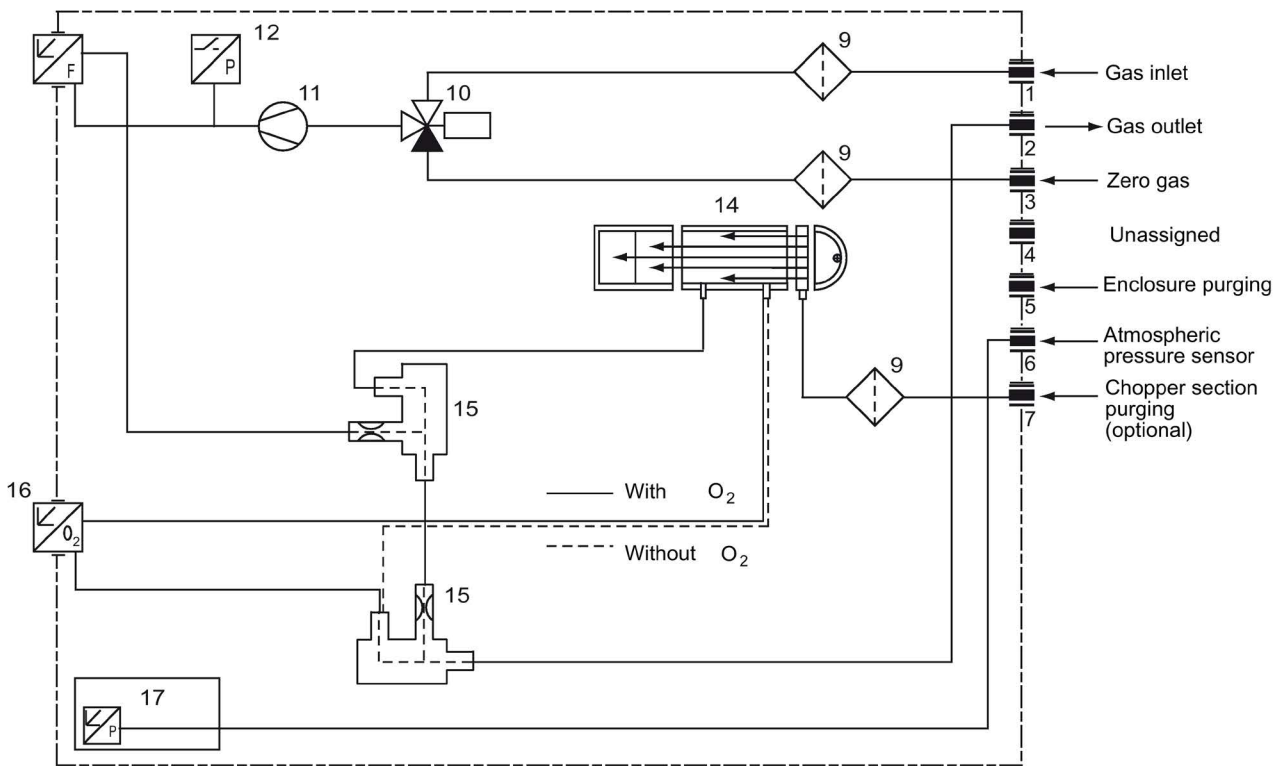 12
F
P
11
10
9
1
Gas inlet
2
Gas outlet
9
3
Zero gas
14
4
Unassigned
5
Enclosure purging
6
Atmospheric
pressure sensor
9
7
Chopper section
purging
(optional)
15
16
O2
With O2
Without O2
15
17
P